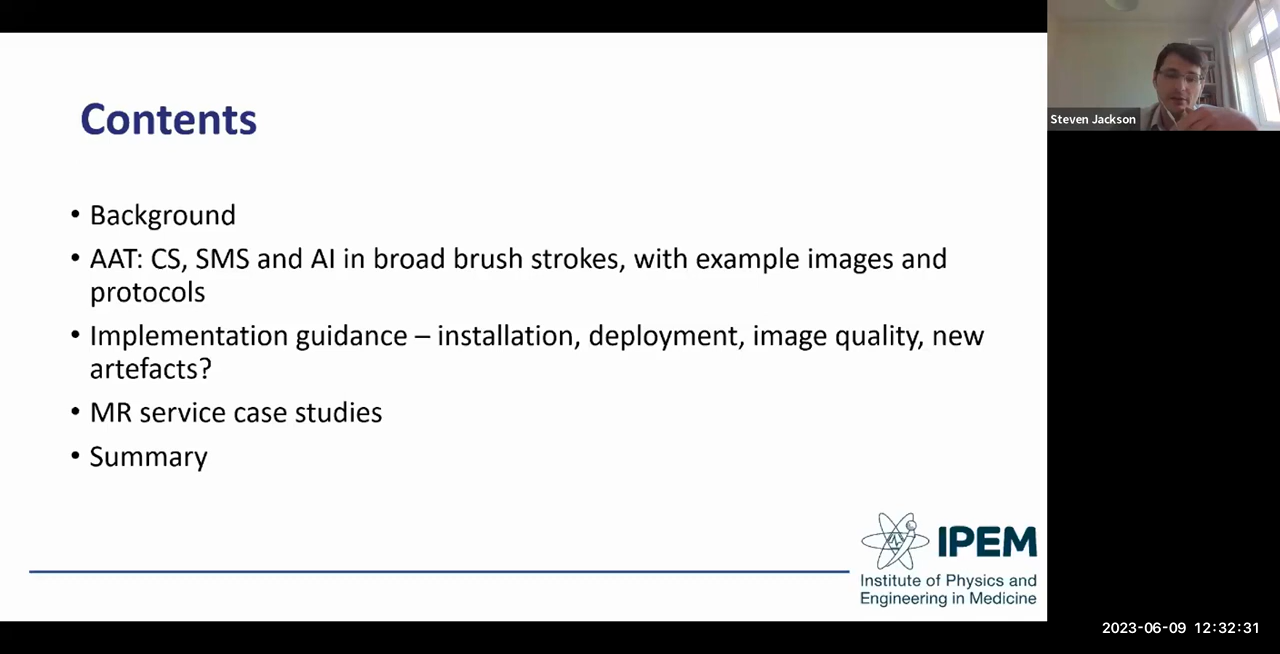 Contents
• Background
• AAT: CS, SMS and AI in broad brush strokes, with example images and
protocols
• Implementation guidance – installation, deployment, image quality, new
artefacts?
• MR service case studies
• Summary
IPEM
Institute of Physics and
Engineering in Medicine
Steven Jackson
2023-06-09 12:32:31